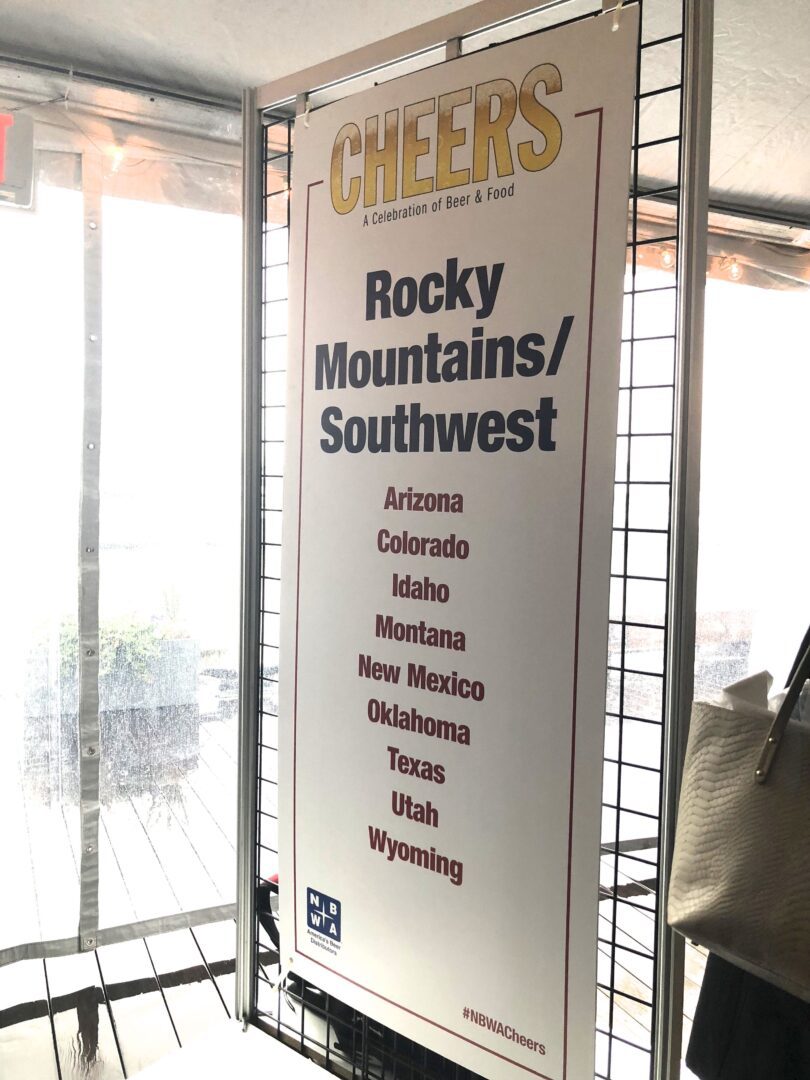 CHEERS
A Celebration of Beer & Food
Rocky
Mountains/
Southwest
Arizona
Colorado
Idaho
Montana
New Mexico
Oklahoma
Texas
Utah
Wyoming
N B
W A
America's Beer
Distributors
#NBWACheers